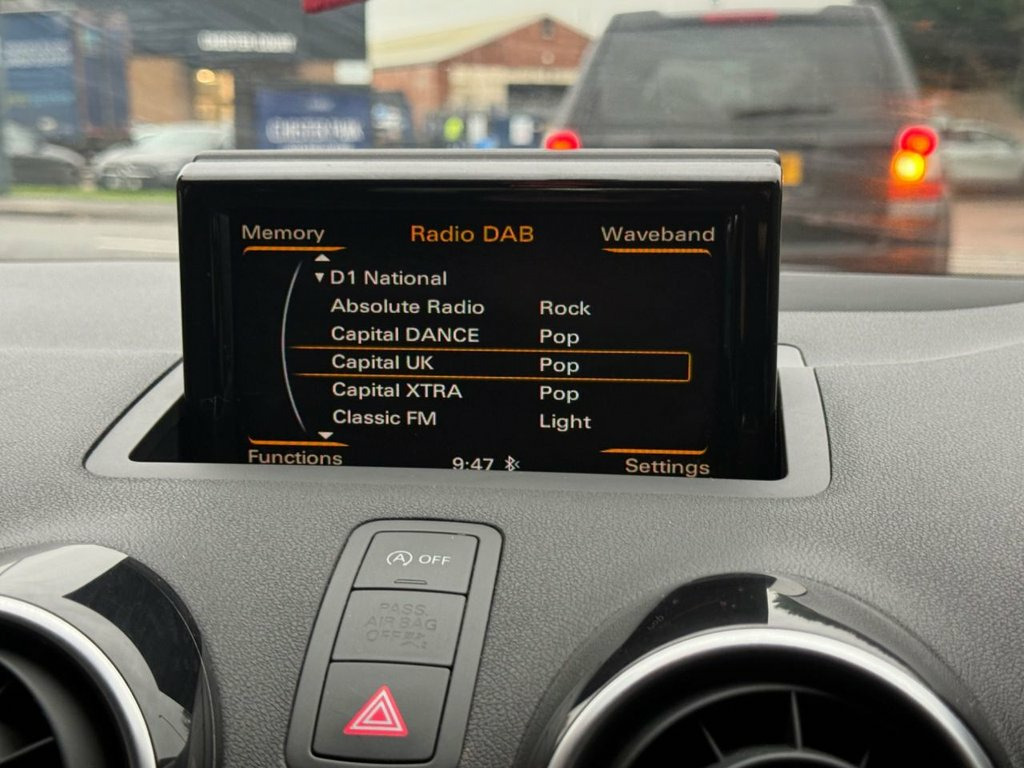 Memory Radio DAB Waveband
D1 National
Absolute Radio Rock
Capital DANCE Pop
Capital UK Pop
Capital XTRA Pop
Classic FM Light
Functions 9:47 Settings
A OFF
PASS.
AIR BAG
OFF